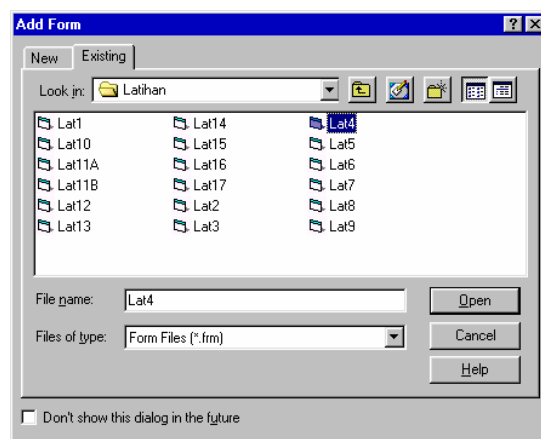 Add Form
New Existing
Look in: Latihan
Lat1 Lat14 Lat4
Lat10 Lat15 Lat5
Lat11A Lat16 Lat6
Lat11B Lat17 Lat7
Lat12 Lat2 Lat8
Lat13 Lat3 Lat9
File name: Lat4 Open
Files of type: Form Files (*.frm) Cancel
Help
Don't show this dialog in the future